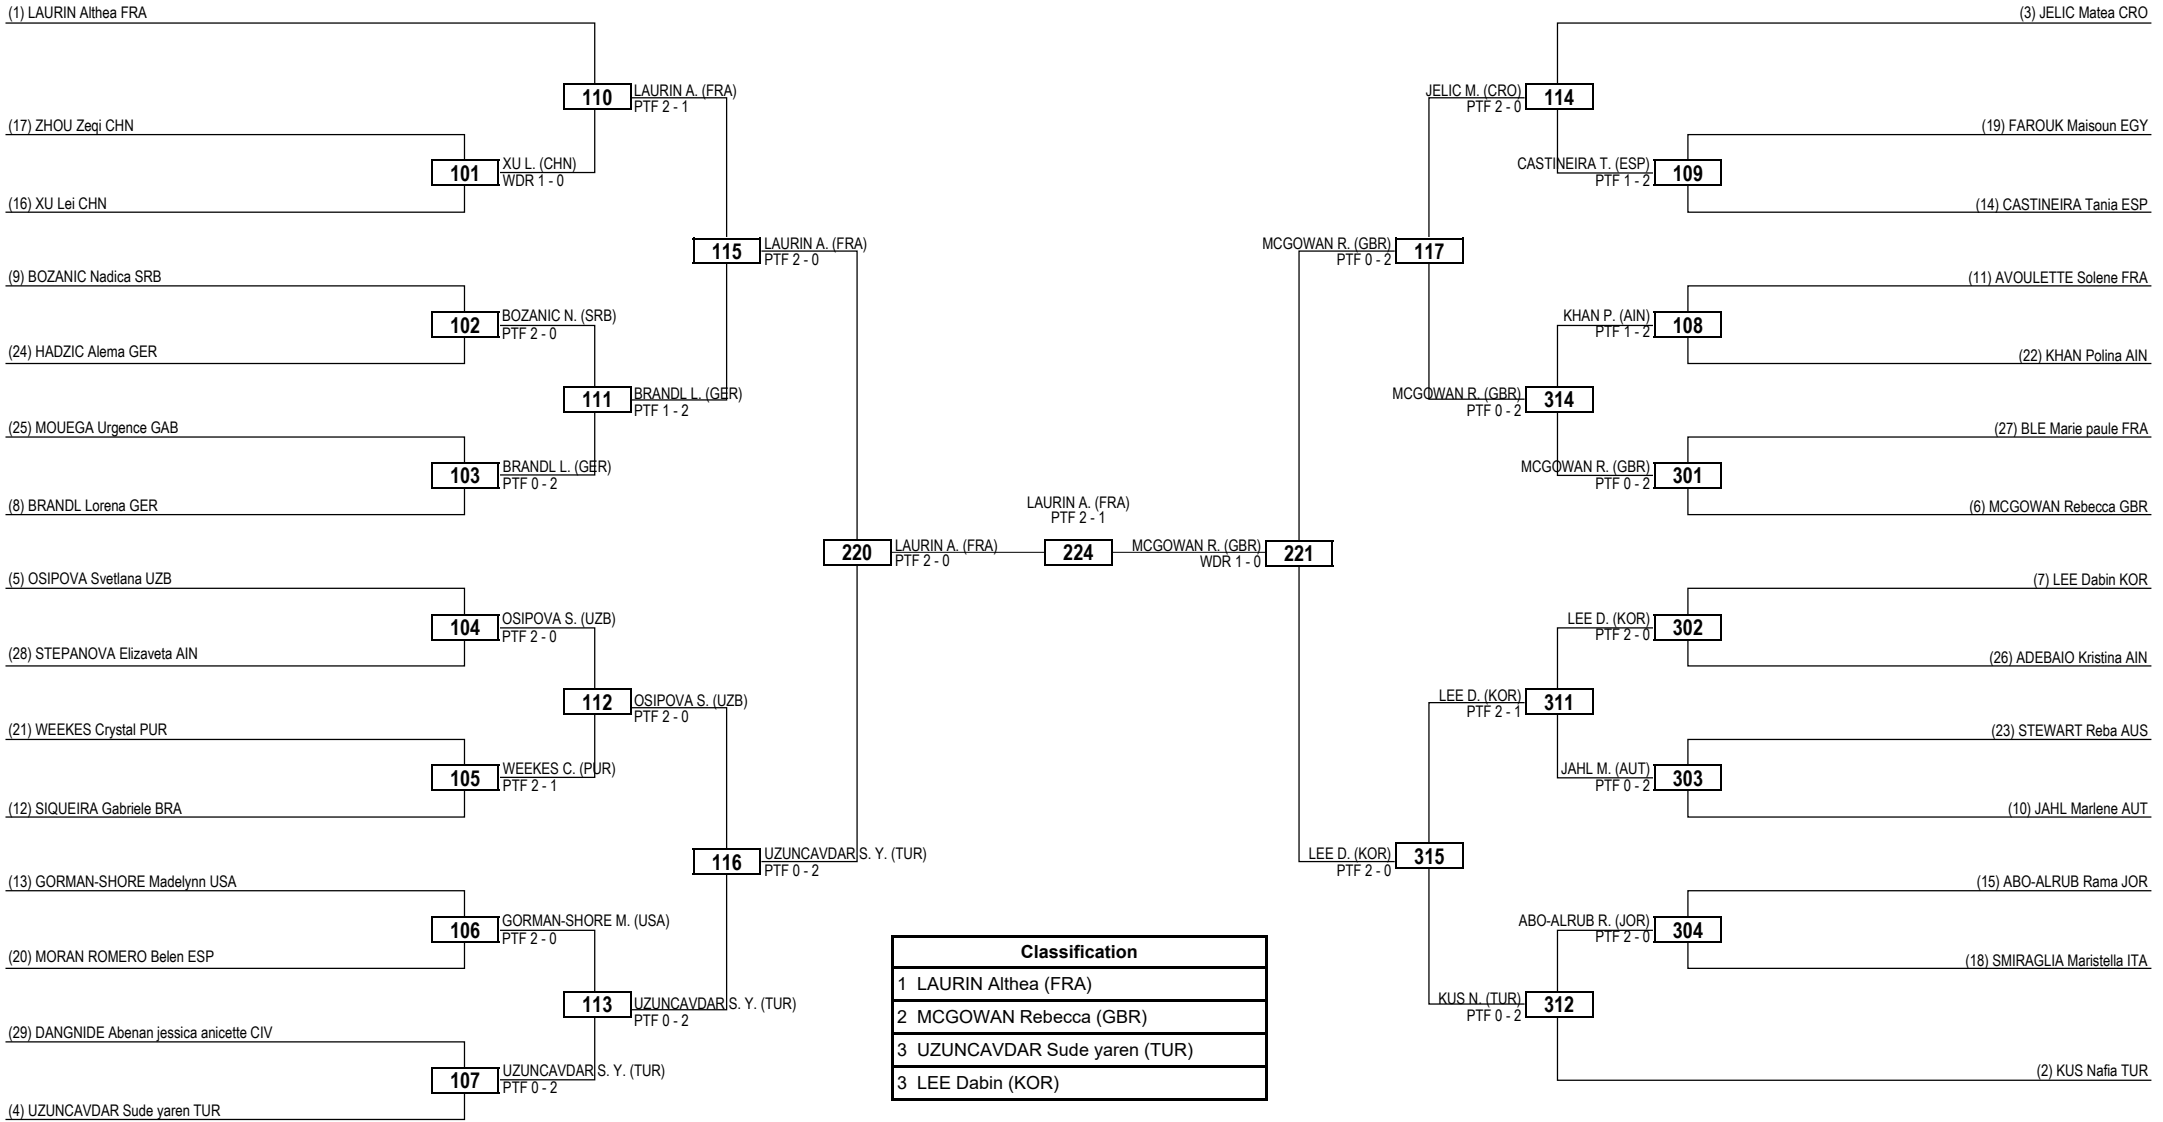 (1) LAURIN Althea FRA
(17) ZHOU Zeqi CHN
(16) XU Lei CHN
(9) BOZANIC Nadica SRB
(24) HADZIC Alema GER
(25) MOUEGA Urgence GAB
(8) BRANDL Lorena GER
(5) OSIPOVA Svetlana UZB
(28) STEPANOVA Elizaveta AIN
(21) WEEKES Crystal PUR
(12) SIQUEIRA Gabriele BRA
(13) GORMAN-SHORE Madelynn USA
(20) MORAN ROMERO Belen ESP
(29) DANGNIDE Abenan jessica anicette CIV
(4) UZUNCAVDAR Sude yaren TUR
101
XU L. (CHN)
WDR 1 - 0
102
BOZANIC N. (SRB)
PTF 2 - 0
103
BRANDL L. (GER)
PTF 0 - 2
104
OSIPOVA S. (UZB)
PTF 2 - 0
105
WEEKES C. (PUR)
PTF 2 - 1
106
GORMAN-SHORE M. (USA)
PTF 2 - 0
107
UZUNCAVDAR S. Y. (TUR)
PTF 0 - 2
110
LAURIN A. (FRA)
PTF 2 - 1
111
BRANDL L. (GER)
PTF 1 - 2
112
OSIPOVA S. (UZB)
PTF 2 - 0
113
UZUNCAVDAR S. Y. (TUR)
PTF 0 - 2
115
LAURIN A. (FRA)
PTF 2 - 0
116
UZUNCAVDAR S. Y. (TUR)
PTF 0 - 2
220
LAURIN A. (FRA)
PTF 2 - 0
LAURIN A. (FRA)
PTF 2 - 1
224
MCGOWAN R. (GBR)
WDR 1 - 0
221
MCGOWAN R. (GBR)
PTF 0 - 2
117
LEE D. (KOR)
PTF 2 - 0
315
JELIC M. (CRO)
PTF 2 - 0
114
MCGOWAN R. (GBR)
PTF 0 - 2
314
LEE D. (KOR)
PTF 2 - 1
311
KUS N. (TUR)
PTF 0 - 2
312
CASTINEIRA T. (ESP)
PTF 1 - 2
109
KHAN P. (AIN)
PTF 1 - 2
108
MCGOWAN R. (GBR)
PTF 0 - 2
301
LEE D. (KOR)
PTF 2 - 0
302
JAHL M. (AUT)
PTF 0 - 2
303
ABO-ALRUB R. (JOR)
PTF 2 - 0
304
(3) JELIC Matea CRO
(19) FAROUK Maisoun EGY
(14) CASTINEIRA Tania ESP
(11) AVOULETTE Solene FRA
(22) KHAN Polina AIN
(27) BLE Marie paule FRA
(6) MCGOWAN Rebecca GBR
(7) LEE Dabin KOR
(26) ADEBAIO Kristina AIN
(23) STEWART Reba AUS
(10) JAHL Marlene AUT
(15) ABO-ALRUB Rama JOR
(18) SMIRAGLIA Maristella ITA
(2) KUS Nafia TUR
Classification
1 LAURIN Althea (FRA)
2 MCGOWAN Rebecca (GBR)
3 UZUNCAVDAR Sude yaren (TUR)
3 LEE Dabin (KOR)